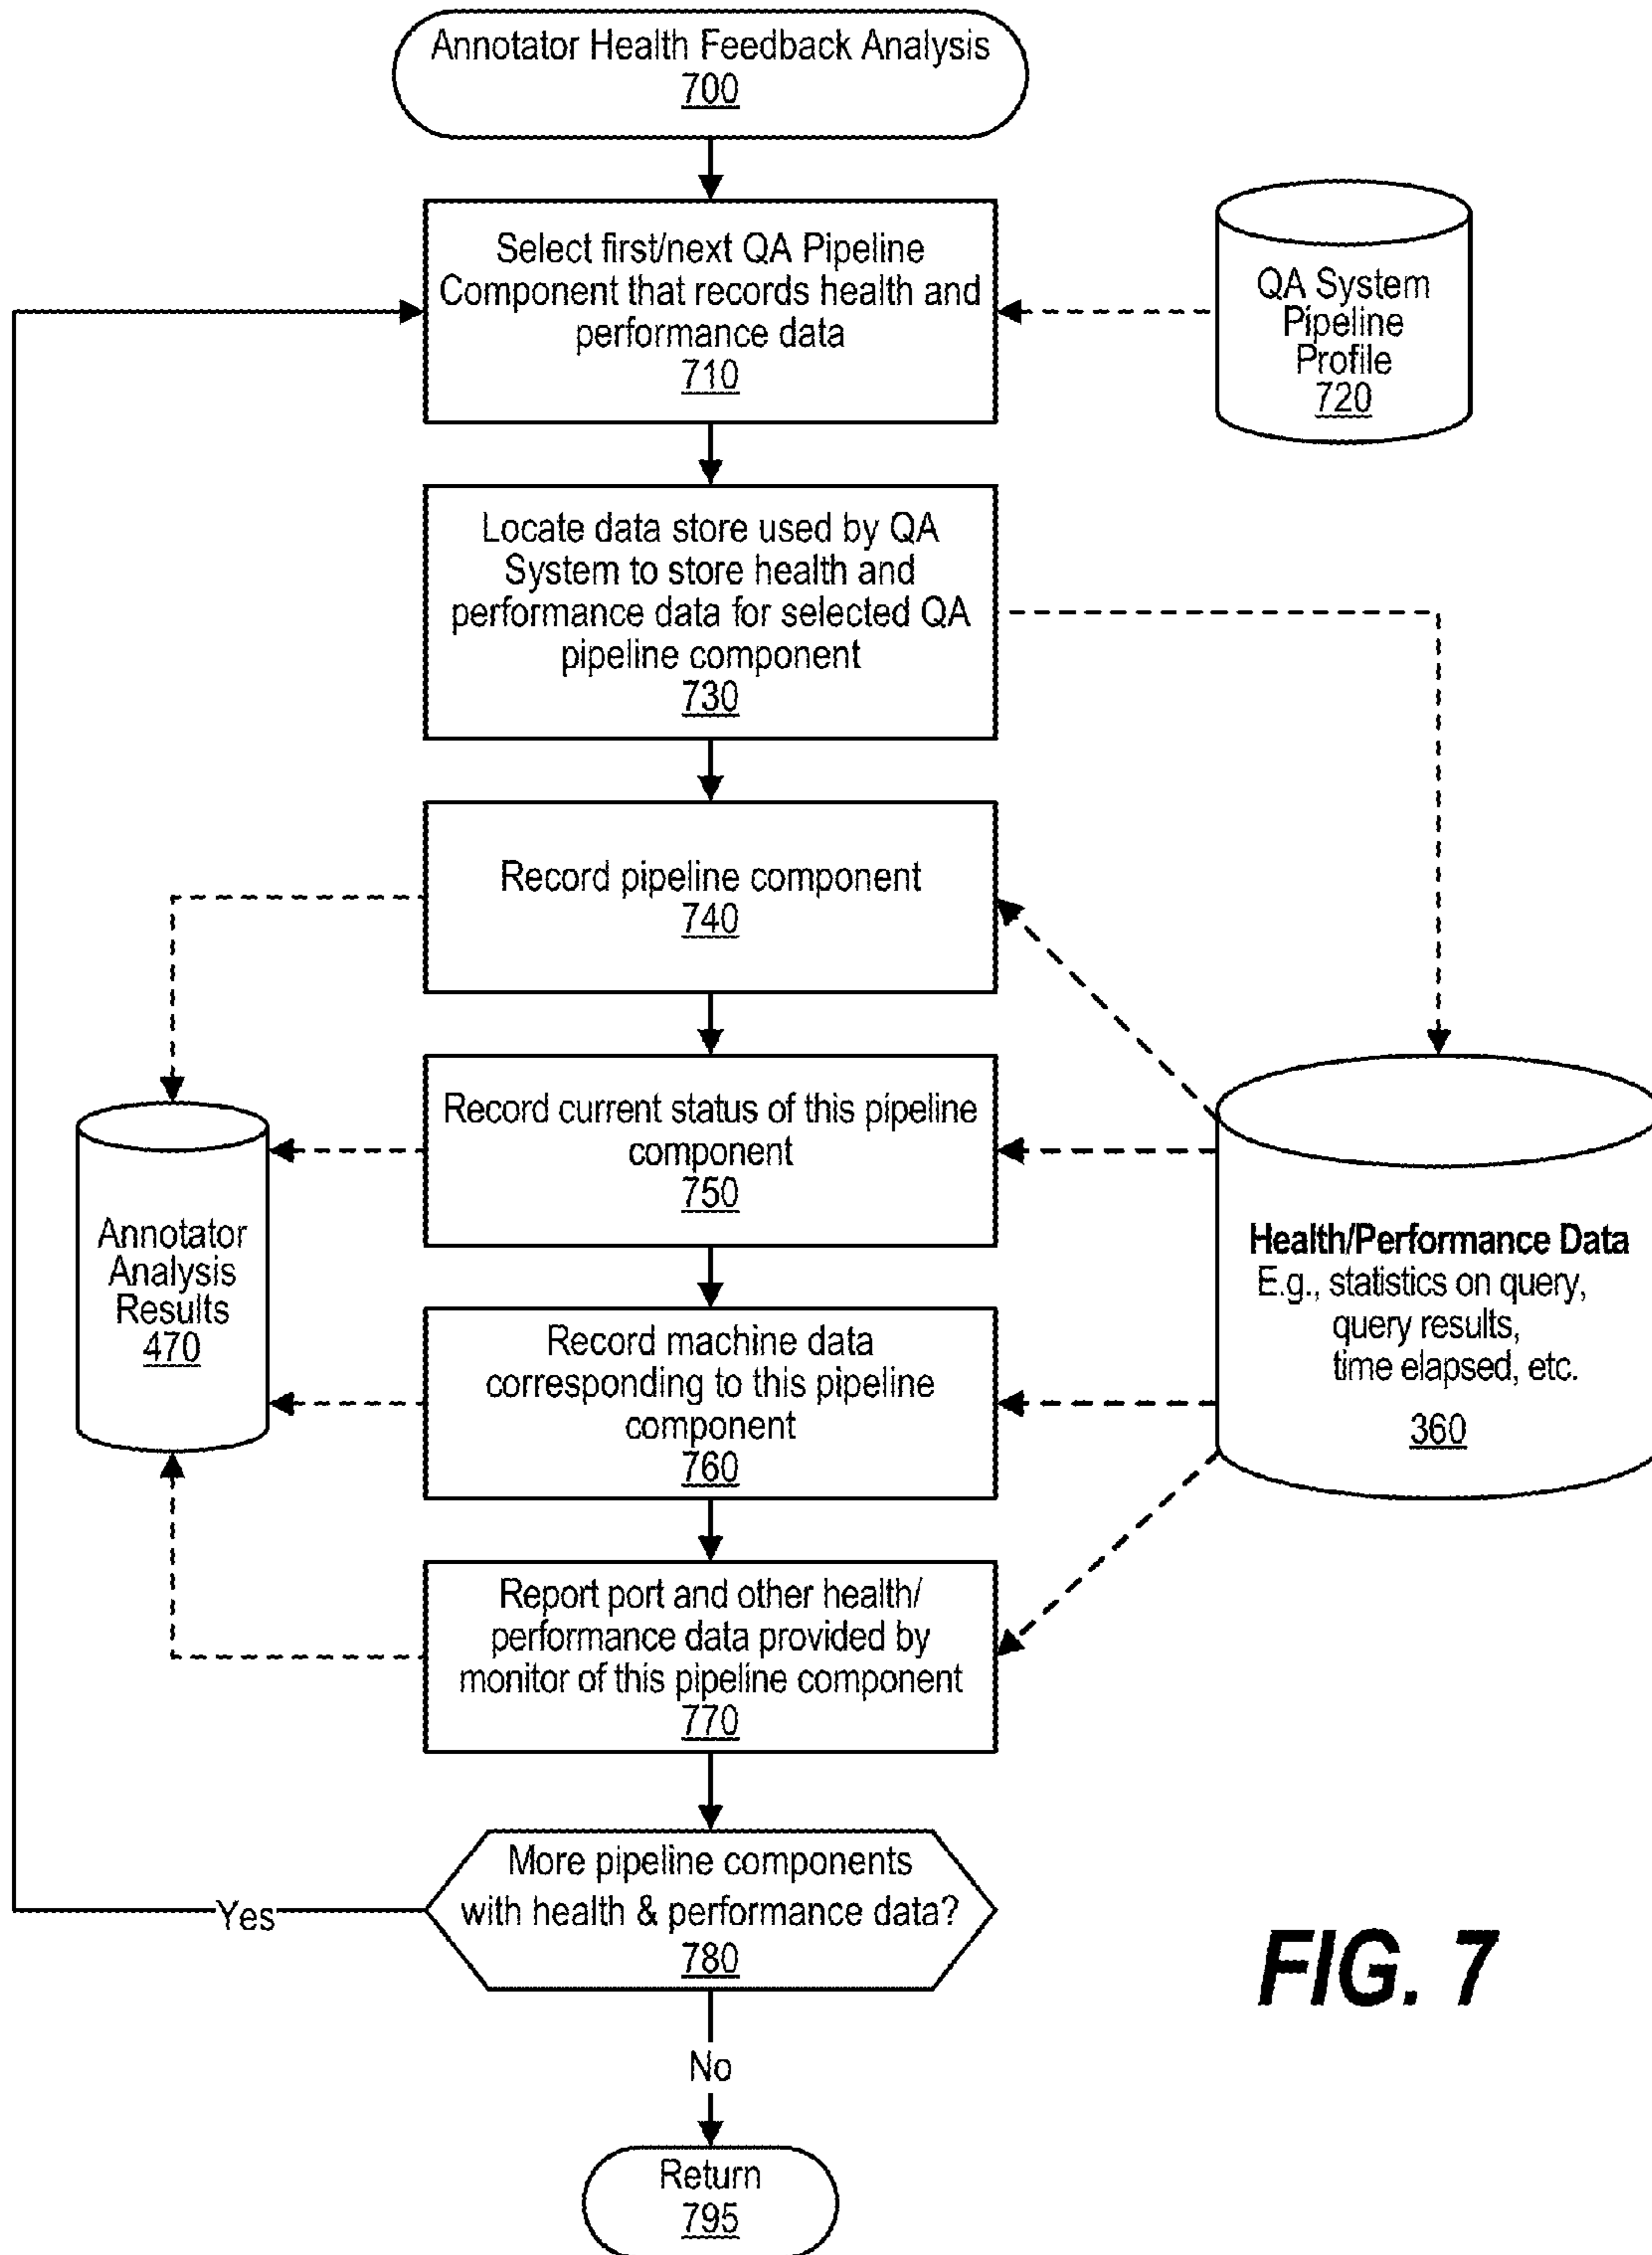 Annotator Health Feedback Analysis
700
Select first/next QA Pipeline
Component that records health and
performance data
710
QA System
Pipeline
Profile
720
Locate data store used by QA
System to store health and
performance data for selected QA
pipeline component
730
Record pipeline component
740
Record current status of this pipeline
component
750
Annotator
Analysis
Results
470
Health/Performance Data
E.g., statistics on query,
query results,
time elapsed, etc.
360
Record machine data
corresponding to this pipeline
component
760
Report port and other health/
performance data provided by
monitor of this pipeline component
770
More pipeline components
with health & performance data?
780
Yes
No
Return
795
FIG. 7